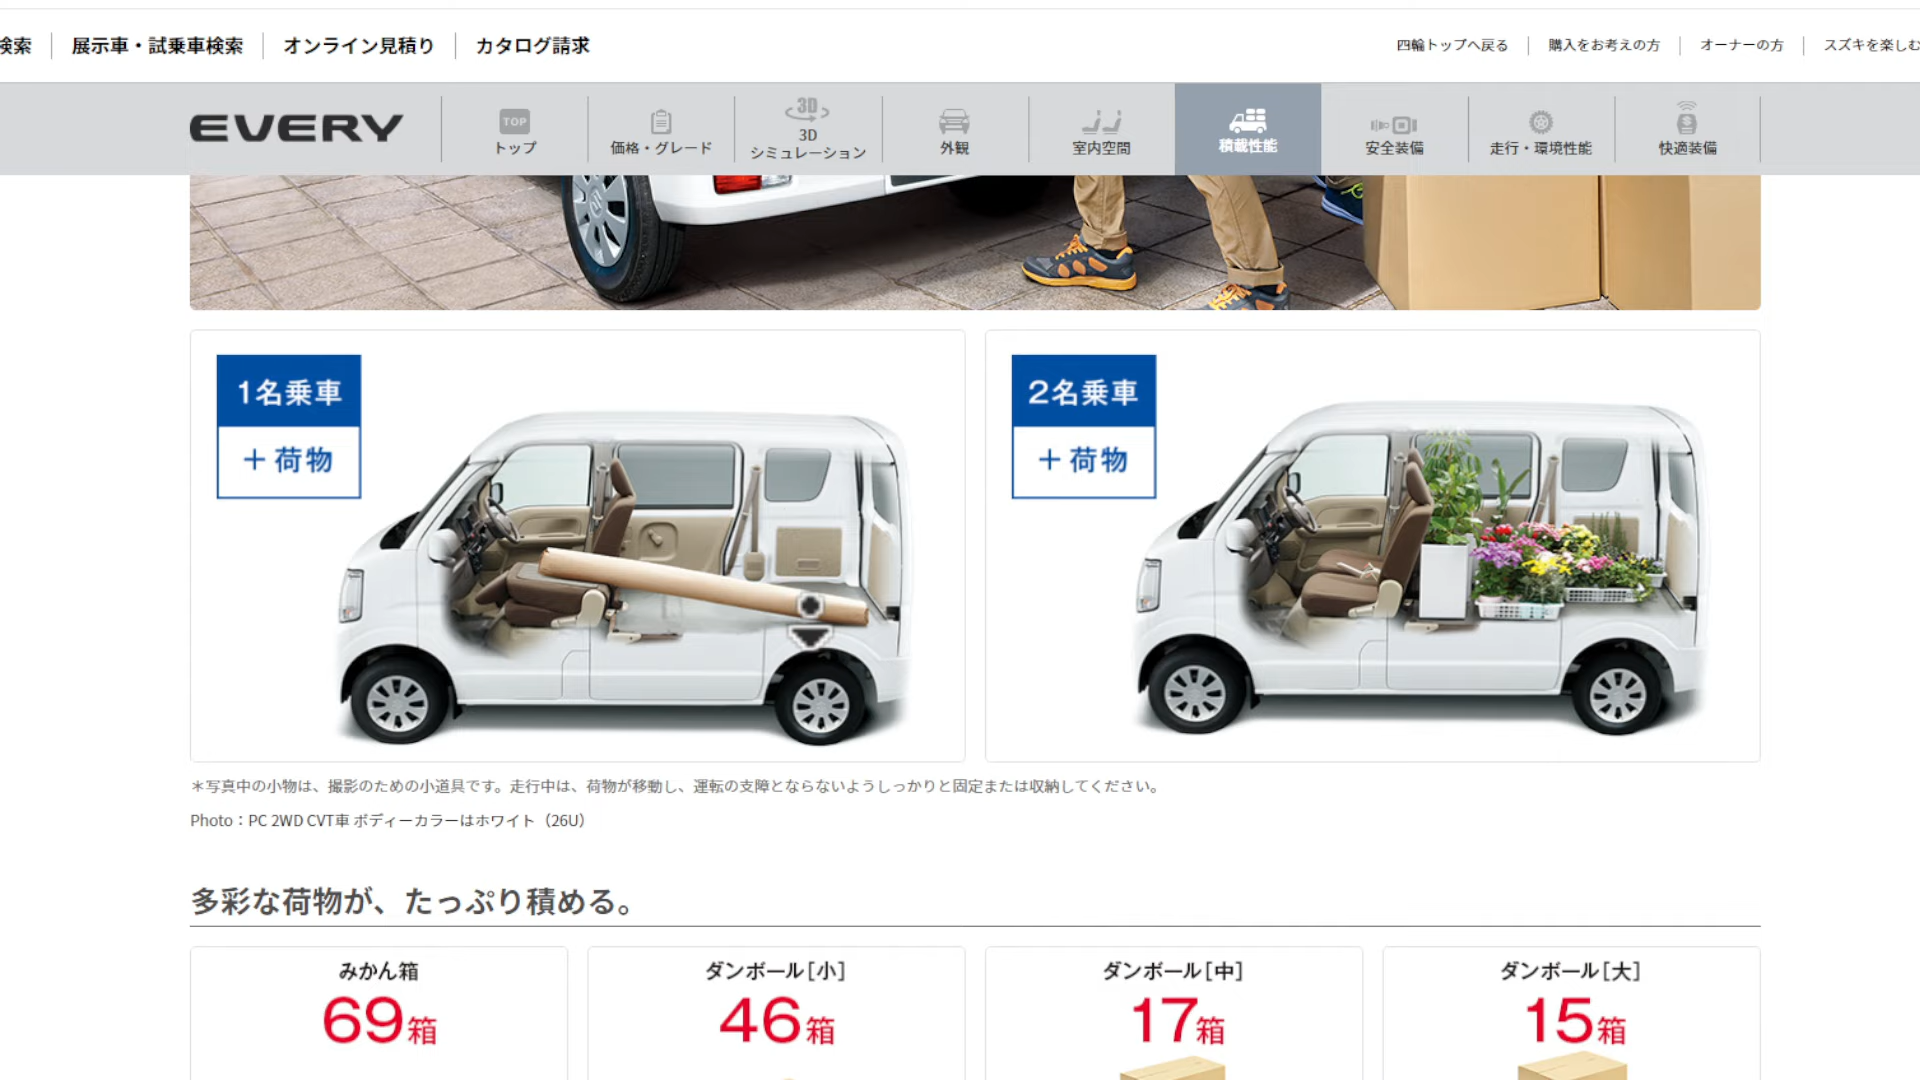 検索
展示車・試乗車検索
オンライン見積り
カタログ請求
四輪トップへ戻る
購入をお考えの方
オーナーの方
スズキを楽しむ
EVERY
TOP
トップ
価格・グレード
3D
3D
シミュレーション
外観
室内空間
積載性能
安全装備
走行・環境性能
快適装備
1名乗車
＋荷物
2名乗車
＋荷物
＊写真中の小物は、撮影のための小道具です。走行中は、荷物が移動し、運転の支障とならないようしっかりと固定または収納してください。
Photo：PC 2WD CVT車 ボディーカラーはホワイト（26U）
多彩な荷物が、たっぷり積める。
みかん箱
69箱
ダンボール［小］
46箱
ダンボール［中］
17箱
ダンボール［大］
15箱